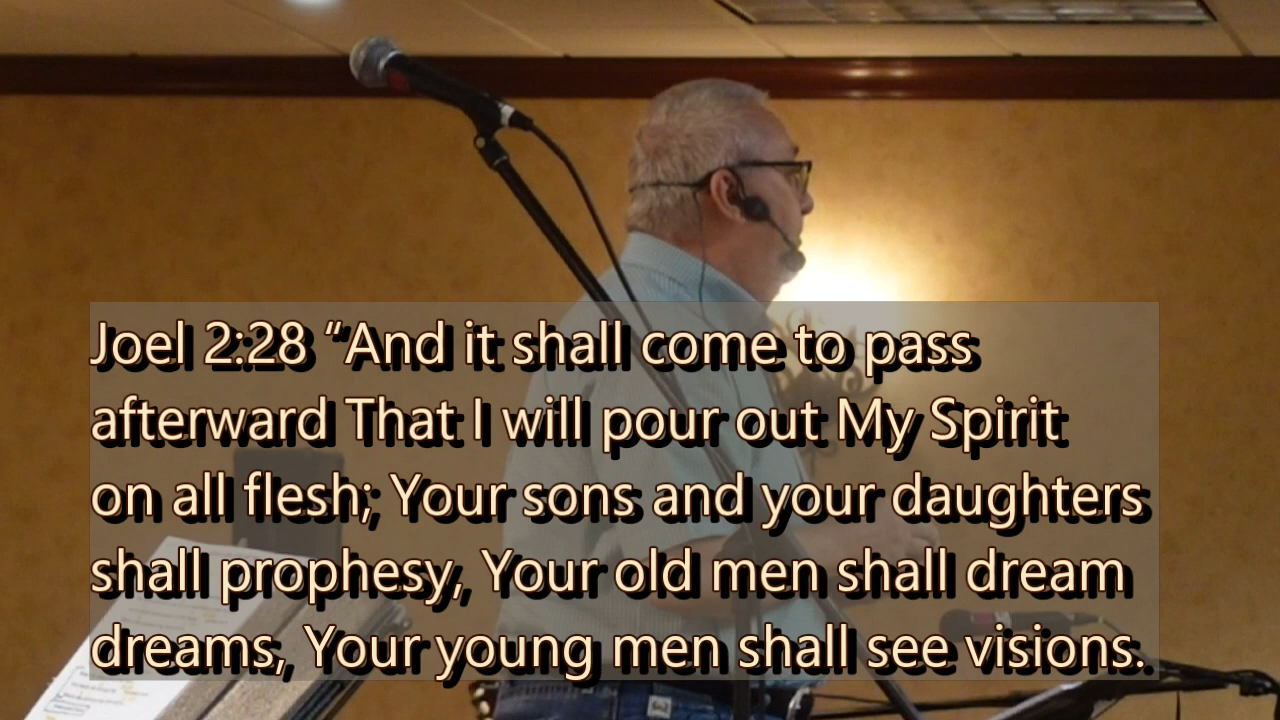 Joel 2:28 “And it shall come to pass
afterward That I will pour out My Spirit
on all flesh; Your sons and your daughters
shall prophesy, Your old men shall dream
dreams, Your young men shall see visions.